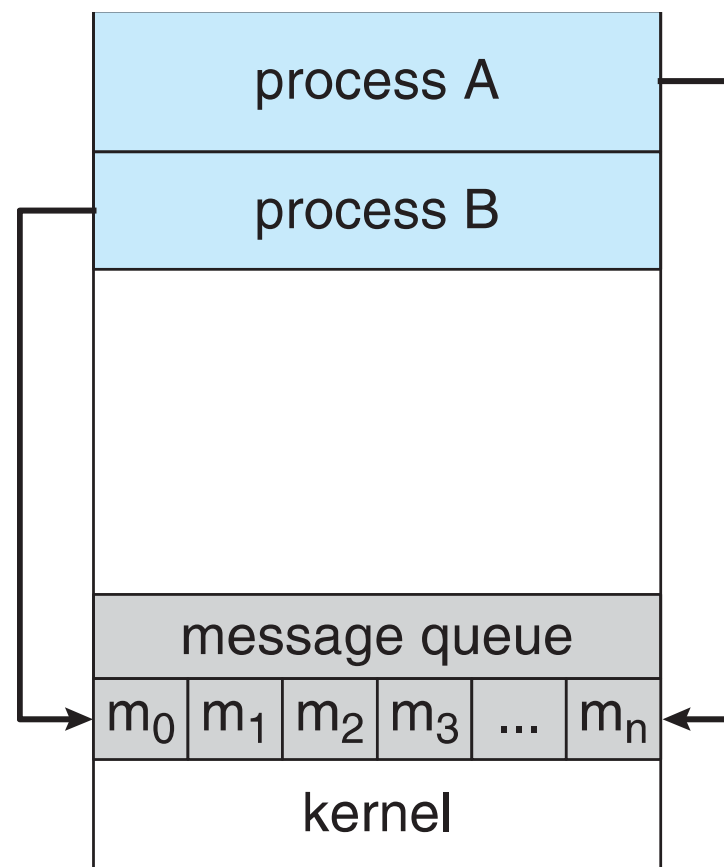 process A
process B
message queue
m₀ m₁ m₂ m₃ ... mₙ
kernel